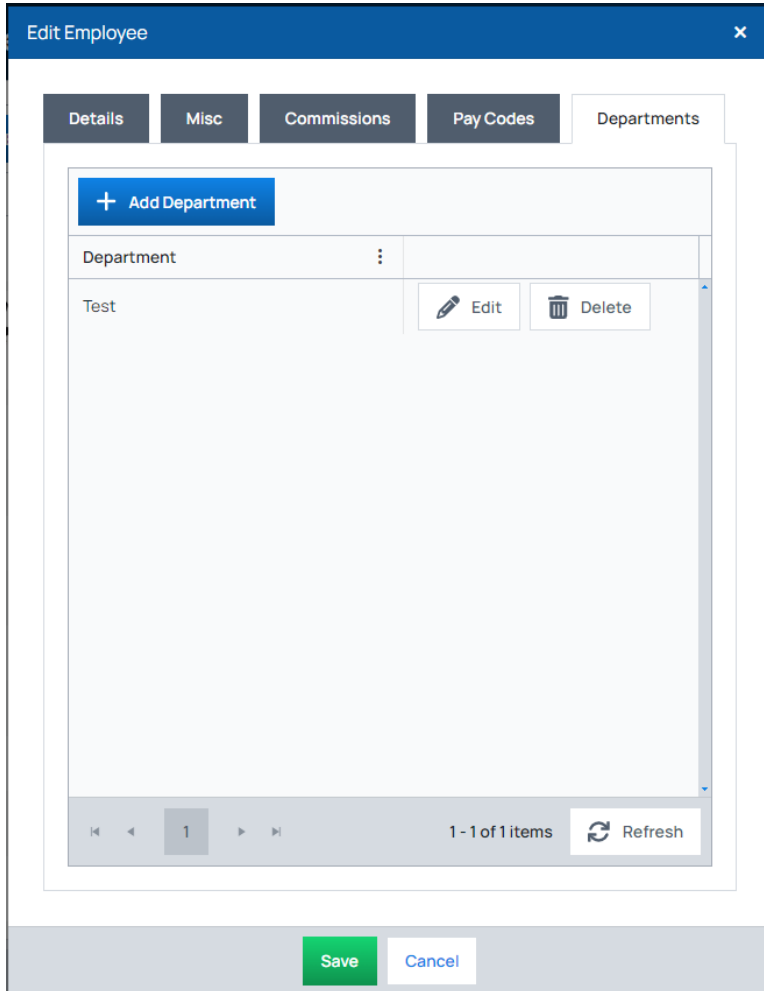 Edit Employee
Details Misc Commissions Pay Codes Departments
Add Department
Department
Test Edit Delete
1 1 - 1 of 1 items Refresh
Save Cancel